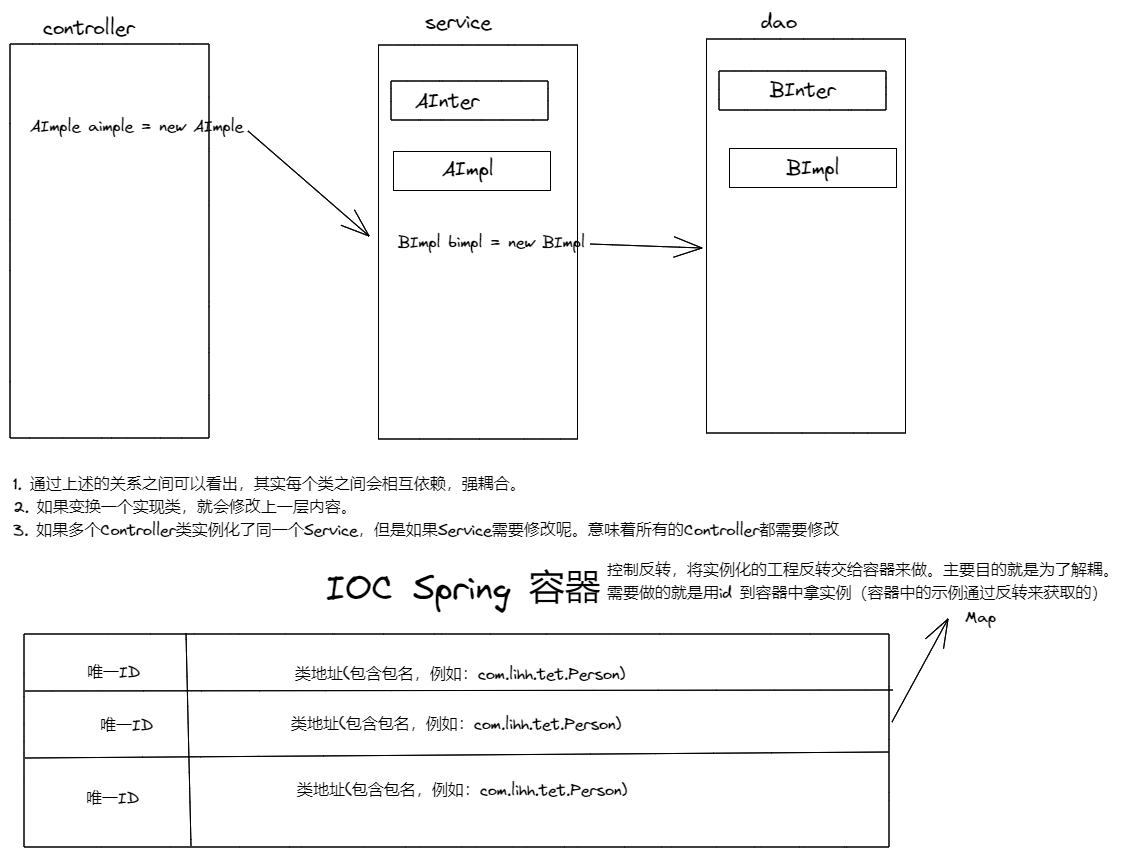 controller
service
dao
AInter
BInter
AImple aimple = new AImple
AImpl
BImpl
BImpl bimpl = new BImpl
1. 通过上述的关系之间可以看出，其实每个类之间会相互依赖，强耦合。
2. 如果变换一个实现类，就会修改上一层内容。
3. 如果多个Controller类实例化了同一个Service，但是如果Service需要修改呢。意味着所有的Controller都需要修改
IOC Spring 容器
控制反转，将实例化的工程反转交给容器来做。主要目的就是为了解耦。
需要做的就是用id 到容器中拿实例（容器中的示例通过反转来获取的）
Map
唯一ID 类地址(包含包名，例如：com.lihh.tet.Person)
唯一ID 类地址(包含包名，例如：com.lihh.tet.Person)
唯一ID 类地址(包含包名，例如：com.lihh.tet.Person)